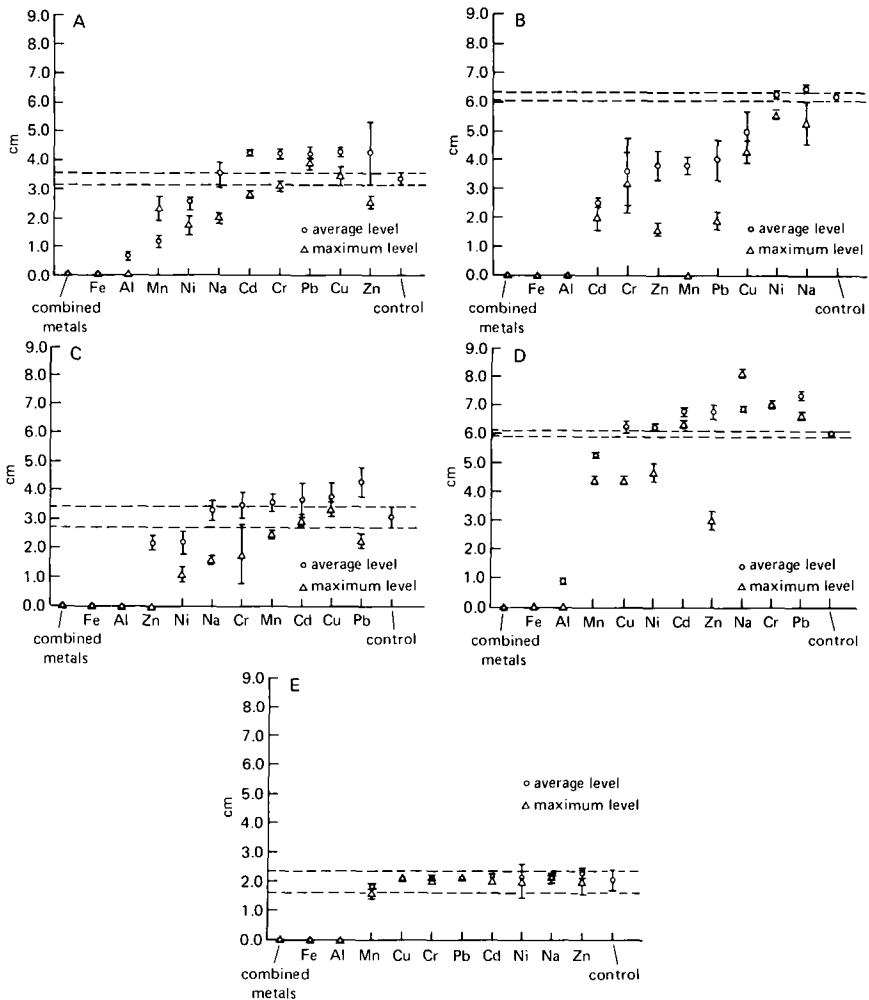 A
9.0
8.0
7.0
6.0
5.0
4.0
3.0
2.0
1.0
0.0
cm
○ average level
△ maximum level
Fe Al Mn Ni Na Cd Cr Pb Cu Zn
combined metals
control
B
9.0
8.0
7.0
6.0
5.0
4.0
3.0
2.0
1.0
0.0
cm
○ average level
△ maximum level
Fe Al Cd Cr Zn Mn Pb Cu Ni Na
combined metals
control
C
9.0
8.0
7.0
6.0
5.0
4.0
3.0
2.0
1.0
0.0
cm
○ average level
△ maximum level
Fe Al Zn Ni Na Cr Mn Cd Cu Pb
combined metals
control
D
9.0
8.0
7.0
6.0
5.0
4.0
3.0
2.0
1.0
0.0
cm
○ average level
△ maximum level
Fe Al Mn Cu Ni Cd Zn Na Cr Pb
combined metals
control
E
9.0
8.0
7.0
6.0
5.0
4.0
3.0
2.0
1.0
0.0
cm
○ average level
△ maximum level
Fe Al Mn Cu Cr Pb Cd Ni Na Zn
combined metals
control